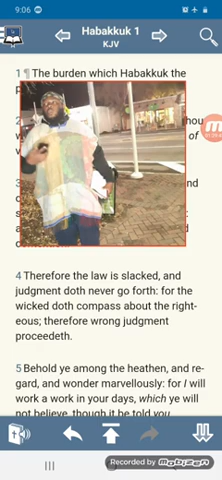 9:06
Habakkuk 1
KJV
1 ¶ The burden which Habakkuk the
2
thou
of
3
nd
4 Therefore the law is slacked, and
judgment doth never go forth: for the
wicked doth compass about the right-
eous; therefore wrong judgment
proceedeth.
5 Behold ye among the heathen, and re-
gard, and wonder marvellously: for I will
work a work in your days, which ye will
not believe, though it be told you.
Recorded by mobizen